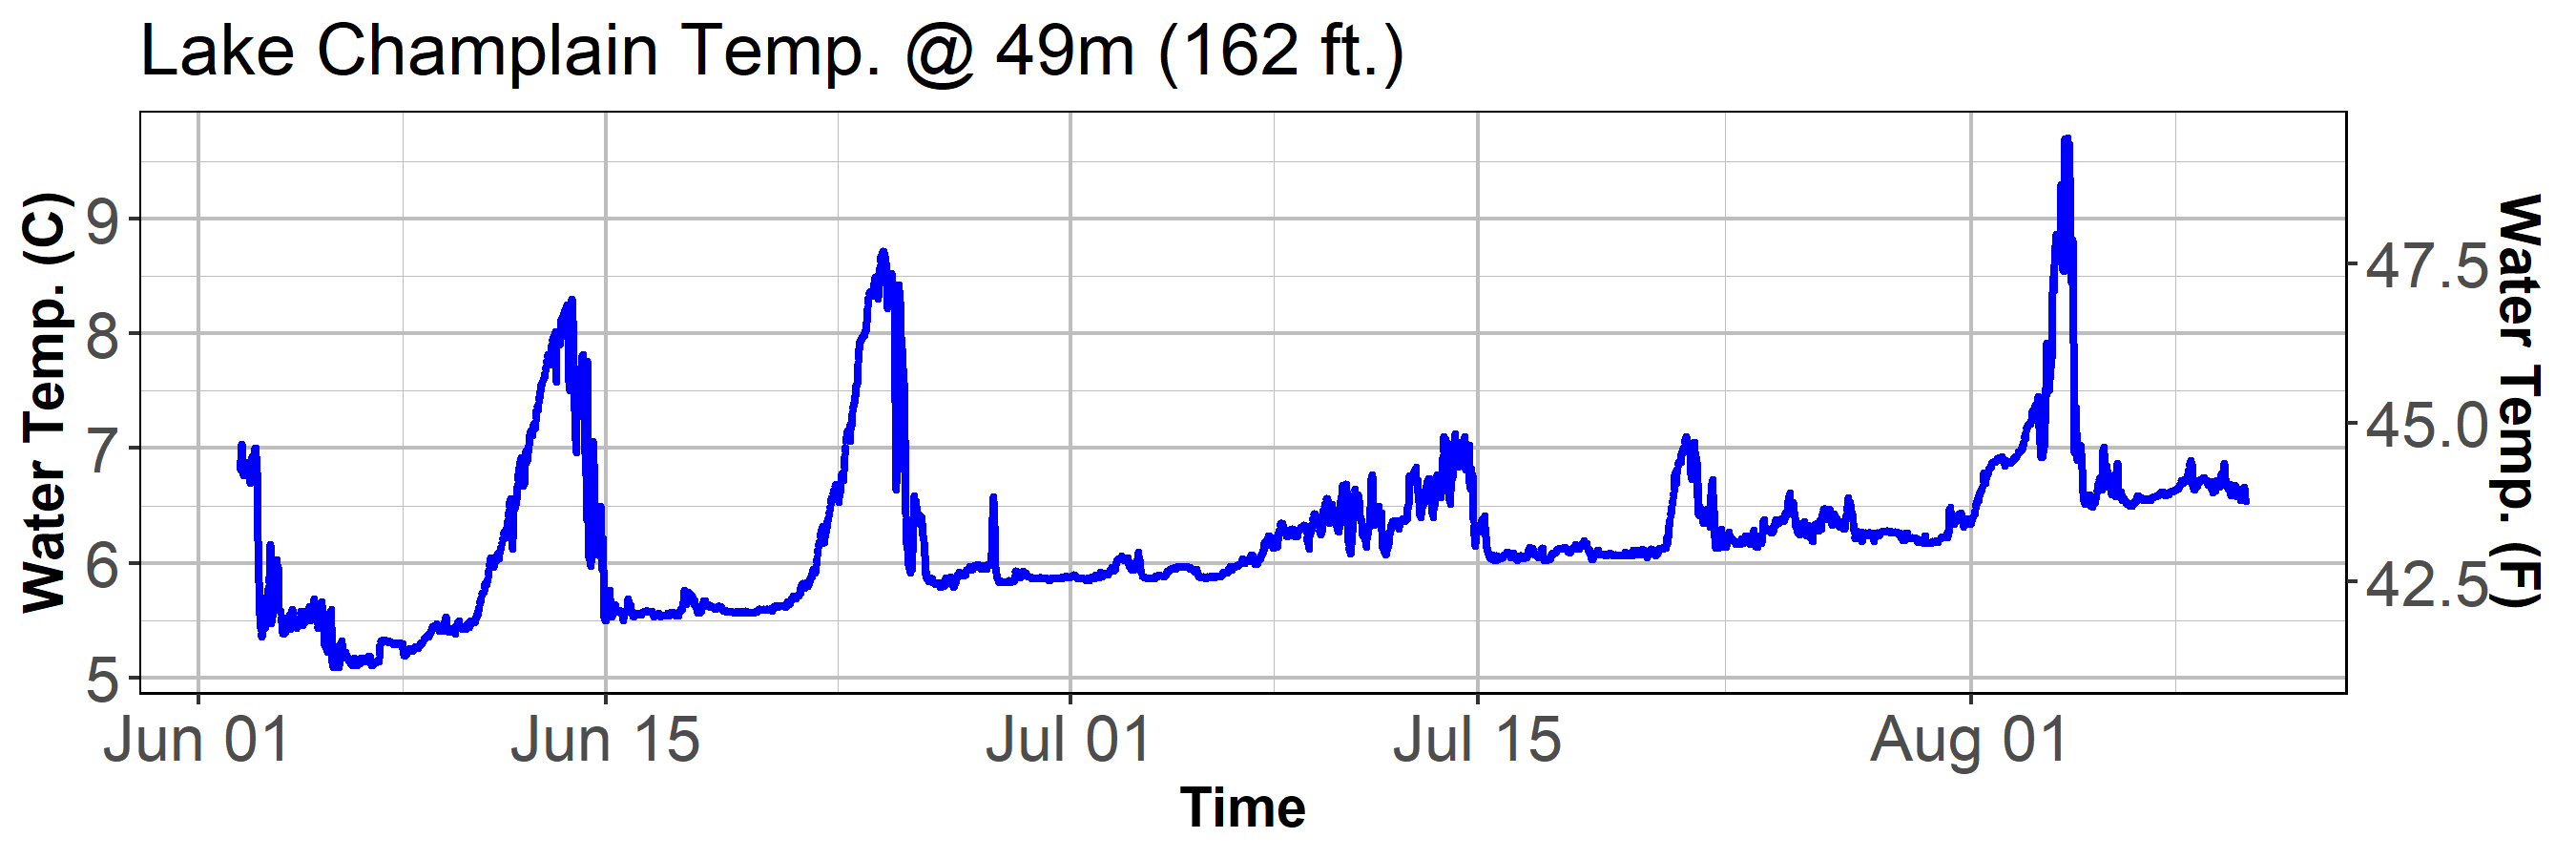 Lake Champlain Temp. @ 49m (162 ft.)
Water Temp. (C)
9
8
7
6
5
47.5
45.0
42.5
Water Temp. (F)
Jun 01 Jun 15 Jul 01 Jul 15 Aug 01
Time